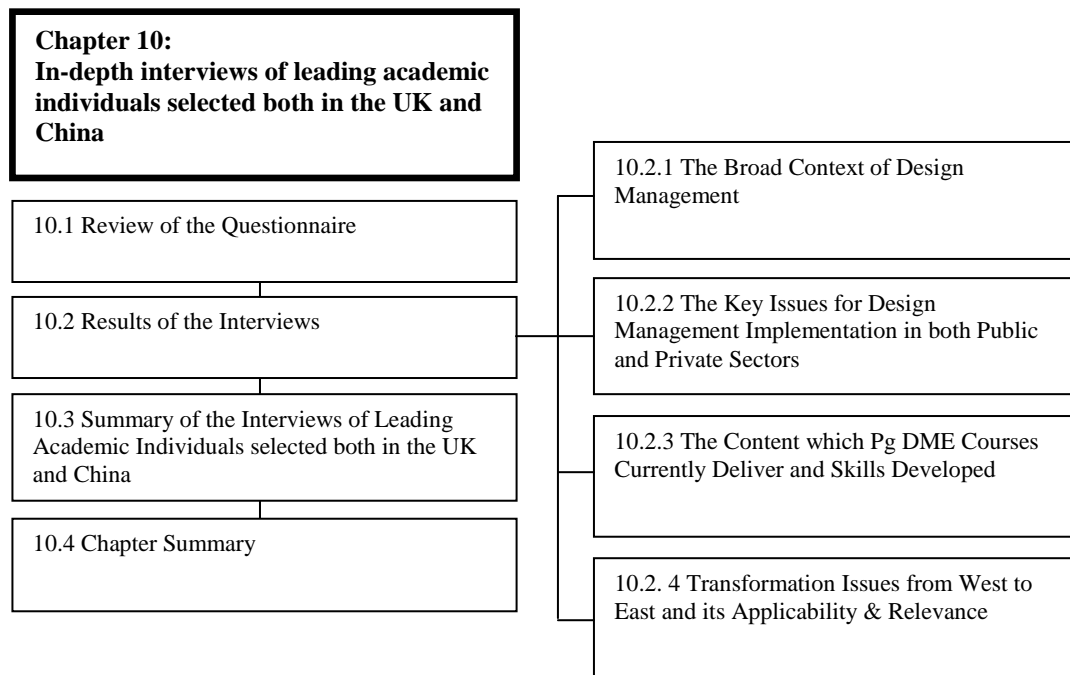 Chapter 10:
In-depth interviews of leading academic
individuals selected both in the UK and
China
10.1 Review of the Questionnaire
10.2 Results of the Interviews
10.3 Summary of the Interviews of Leading
Academic Individuals selected both in the UK
and China
10.4 Chapter Summary
10.2.1 The Broad Context of Design
Management
10.2.2 The Key Issues for Design
Management Implementation in both Public
and Private Sectors
10.2.3 The Content which Pg DME Courses
Currently Deliver and Skills Developed
10.2. 4 Transformation Issues from West to
East and its Applicability & Relevance